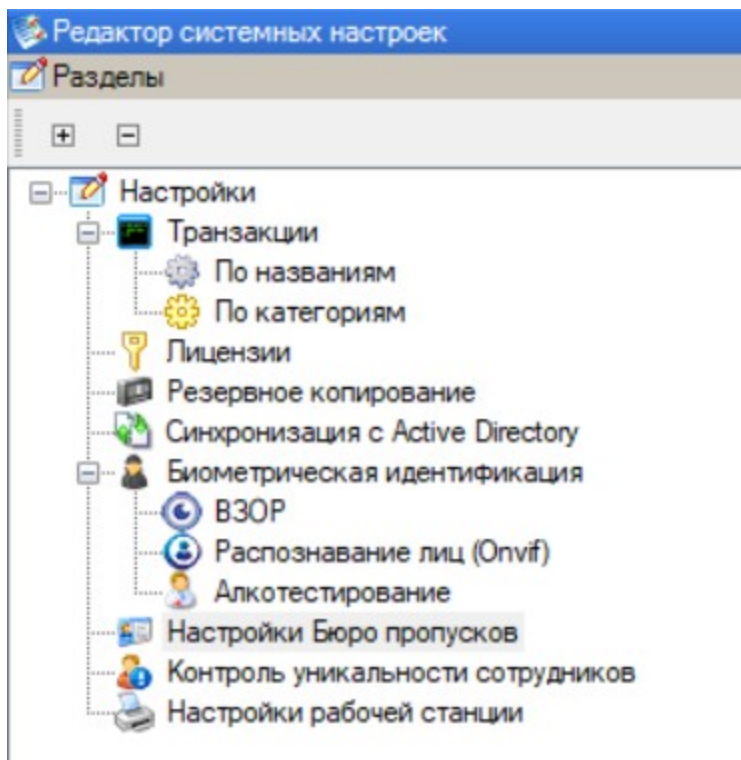 Редактор системных настроек
Разделы
Настройки
Транзакции
По названиям
По категориям
Лицензии
Резервное копирование
Синхронизация с Active Directory
Биометрическая идентификация
ВЗОР
Распознавание лиц (Onvif)
Алкотестирование
Настройки Бюро пропусков
Контроль уникальности сотрудников
Настройки рабочей станции